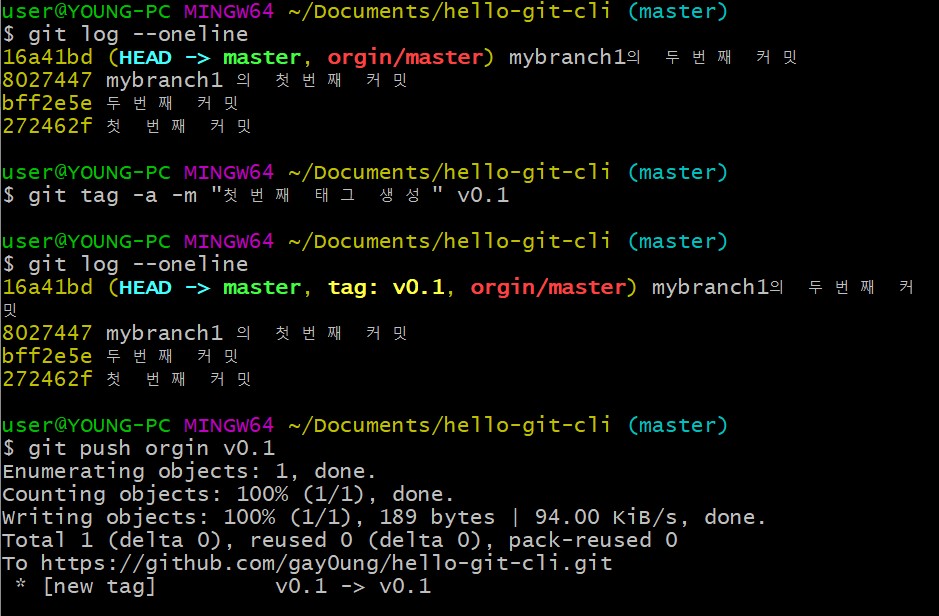 user@YOUNG-PC MINGW64 ~/Documents/hello-git-cli (master)
$ git log --oneline
16a41bd (HEAD -> master, orgin/master) mybranch1의 두 번 째 커 밋
8027447 mybranch1 의 첫 번 째 커 밋
bff2e5e 두 번 째 커 밋
272462f 첫 번 째 커 밋
user@YOUNG-PC MINGW64 ~/Documents/hello-git-cli (master)
$ git tag -a -m "첫 번 째 태 그 생 성 " v0.1
user@YOUNG-PC MINGW64 ~/Documents/hello-git-cli (master)
$ git log --oneline
16a41bd (HEAD -> master, tag: v0.1, orgin/master) mybranch1의 두 번 째 커
밋
8027447 mybranch1 의 첫 번 째 커 밋
bff2e5e 두 번 째 커 밋
272462f 첫 번 째 커 밋
user@YOUNG-PC MINGW64 ~/Documents/hello-git-cli (master)
$ git push orgin v0.1
Enumerating objects: 1, done.
Counting objects: 100% (1/1), done.
Writing objects: 100% (1/1), 189 bytes | 94.00 KiB/s, done.
Total 1 (delta 0), reused 0 (delta 0), pack-reused 0
To https://github.com/gay0ung/hello-git-cli.git
 * [new tag]         v0.1 -> v0.1